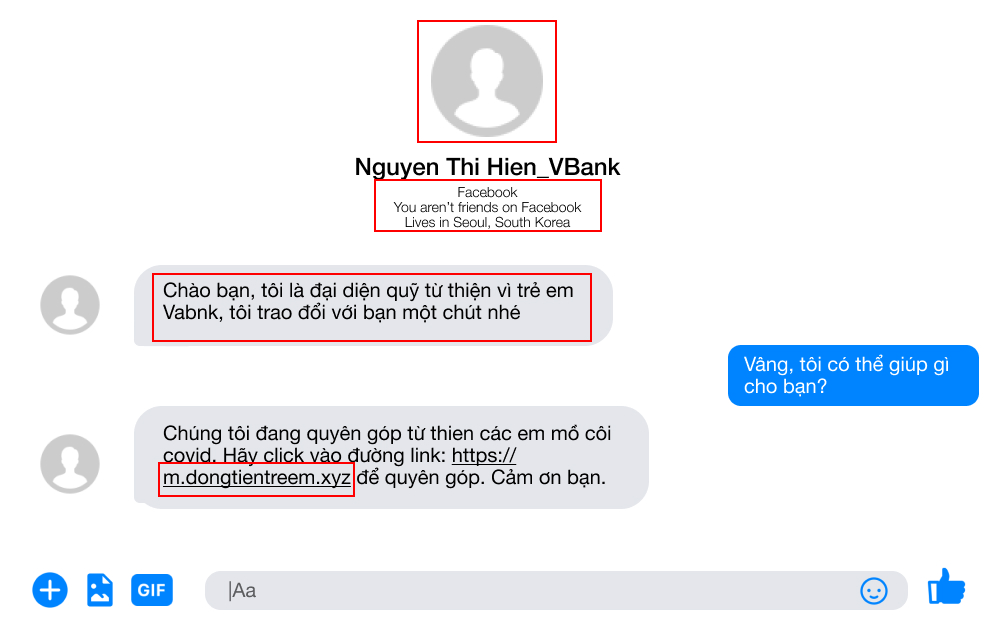 Nguyen Thi Hien_VBank
Facebook
You aren't friends on Facebook
Lives in Seoul, South Korea
Chào bạn, tôi là đại diện quỹ từ thiện vì trẻ em
Vabnk, tôi trao đổi với bạn một chút nhé
Vâng, tôi có thể giúp gì
cho bạn?
Chúng tôi đang quyên góp từ thien các em mồ côi
covid. Hãy click vào đường link: https://
m.dongtientreem.xyz để quyên góp. Cảm ơn bạn.
GIF
Aa